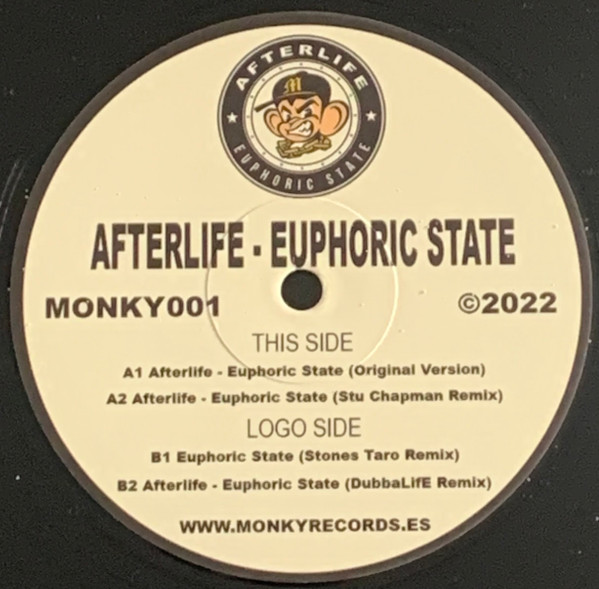 AFTERLIFE
M
EUPHORIC STATE
AFTERLIFE - EUPHORIC STATE
MONKY001 ©2022
THIS SIDE
A1 Afterlife - Euphoric State (Original Version)
A2 Afterlife - Euphoric State (Stu Chapman Remix)
LOGO SIDE
B1 Euphoric State (Stones Taro Remix)
B2 Afterlife - Euphoric State (DubbaLifE Remix)
WWW.MONKYRECORDS.ES